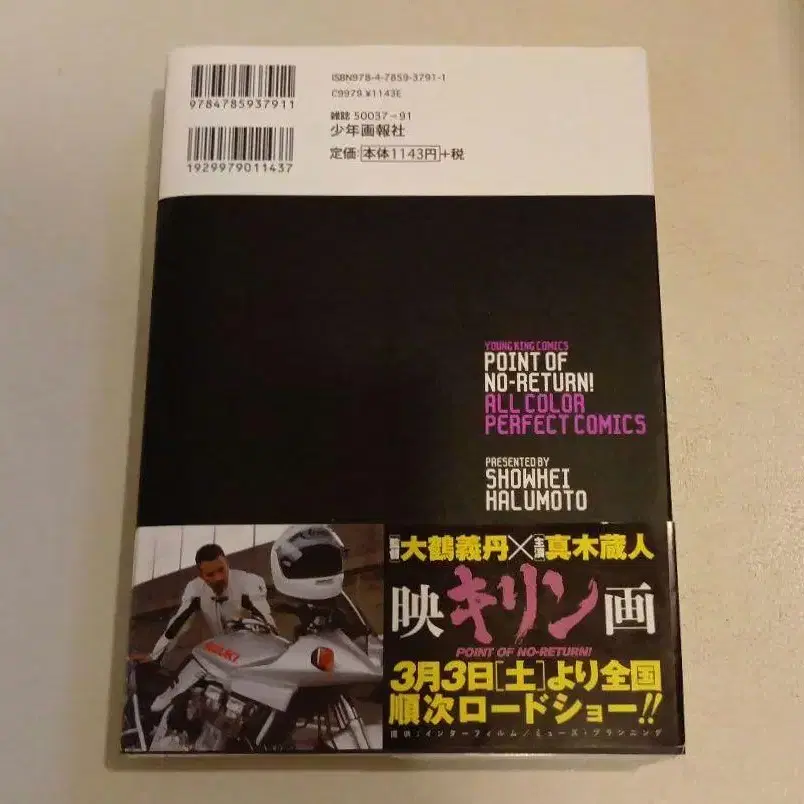 9784785937911
ISBN978-4-7859-3791-1
C9979 ¥1143E
雑誌 50037-91
少年画報社
1929979011437
定価:本体1143円+税
YOUNG KING COMICS
POINT OF
NO-RETURN!
ALL COLOR
PERFECT COMICS
PRESENTED BY
SHOWHEI
HALUMOTO
[監督]大鶴義丹×[主演]真木蔵人
映キリン画
POINT OF NO-RETURN!
3月3日[土]より全国
順次ロードショー!!
提供/インターフィルム/ミューズ・プランニング
SUZUKI